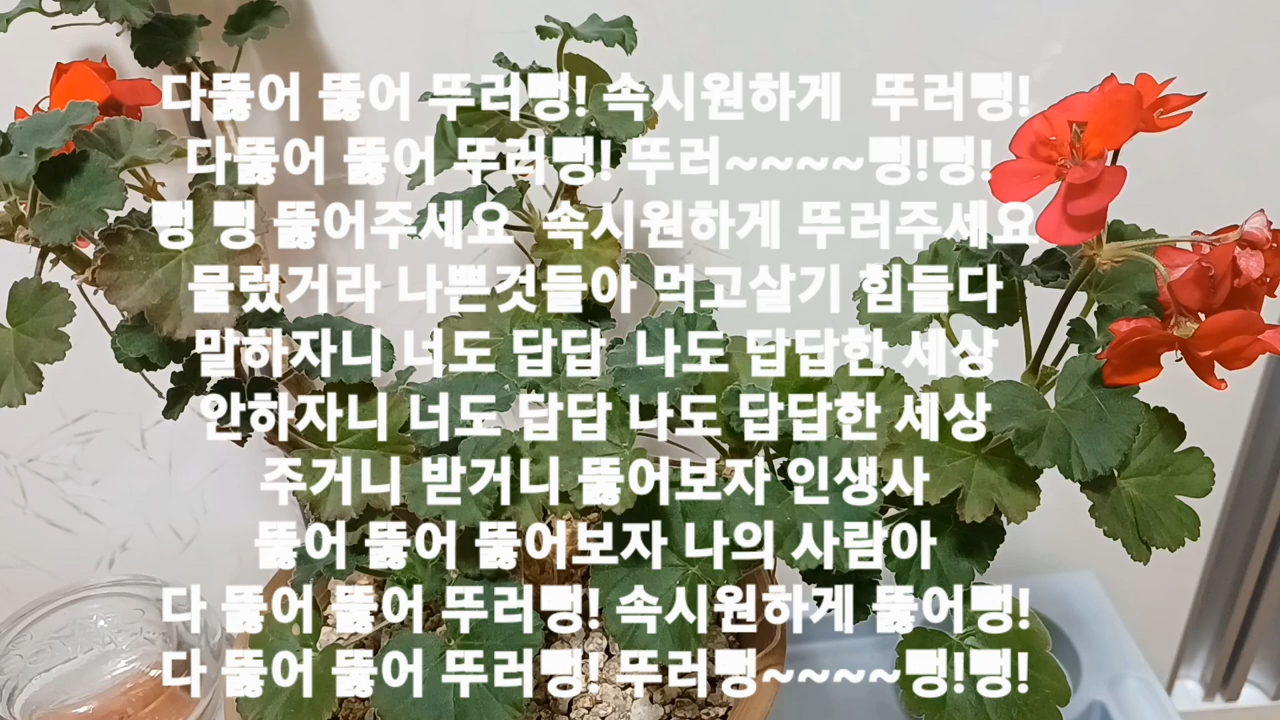 다뚫어 뚫어 뚜러뻥! 속시원하게 뚜러뻥!
다뚫어 뚫어 뚜러뻥! 뚜러~~~~뻥!뻥!
뻥 뻥 뚫어주세요 속시원하게 뚜러주세요
물렀거라 나쁜것들아 먹고살기 힘들다
말하자니 너도 답답 나도 답답한 세상
안하자니 너도 답답 나도 답답한 세상
주거니 받거니 뚫어보자 인생사
뚫어 뚫어 뚫어보자 나의 사람아
다 뚫어 뚫어 뚜러뻥! 속시원하게 뚫어뻥!
다 뚫어 뚫어 뚜러뻥! 뚜러뻥~~~~뻥!뻥!